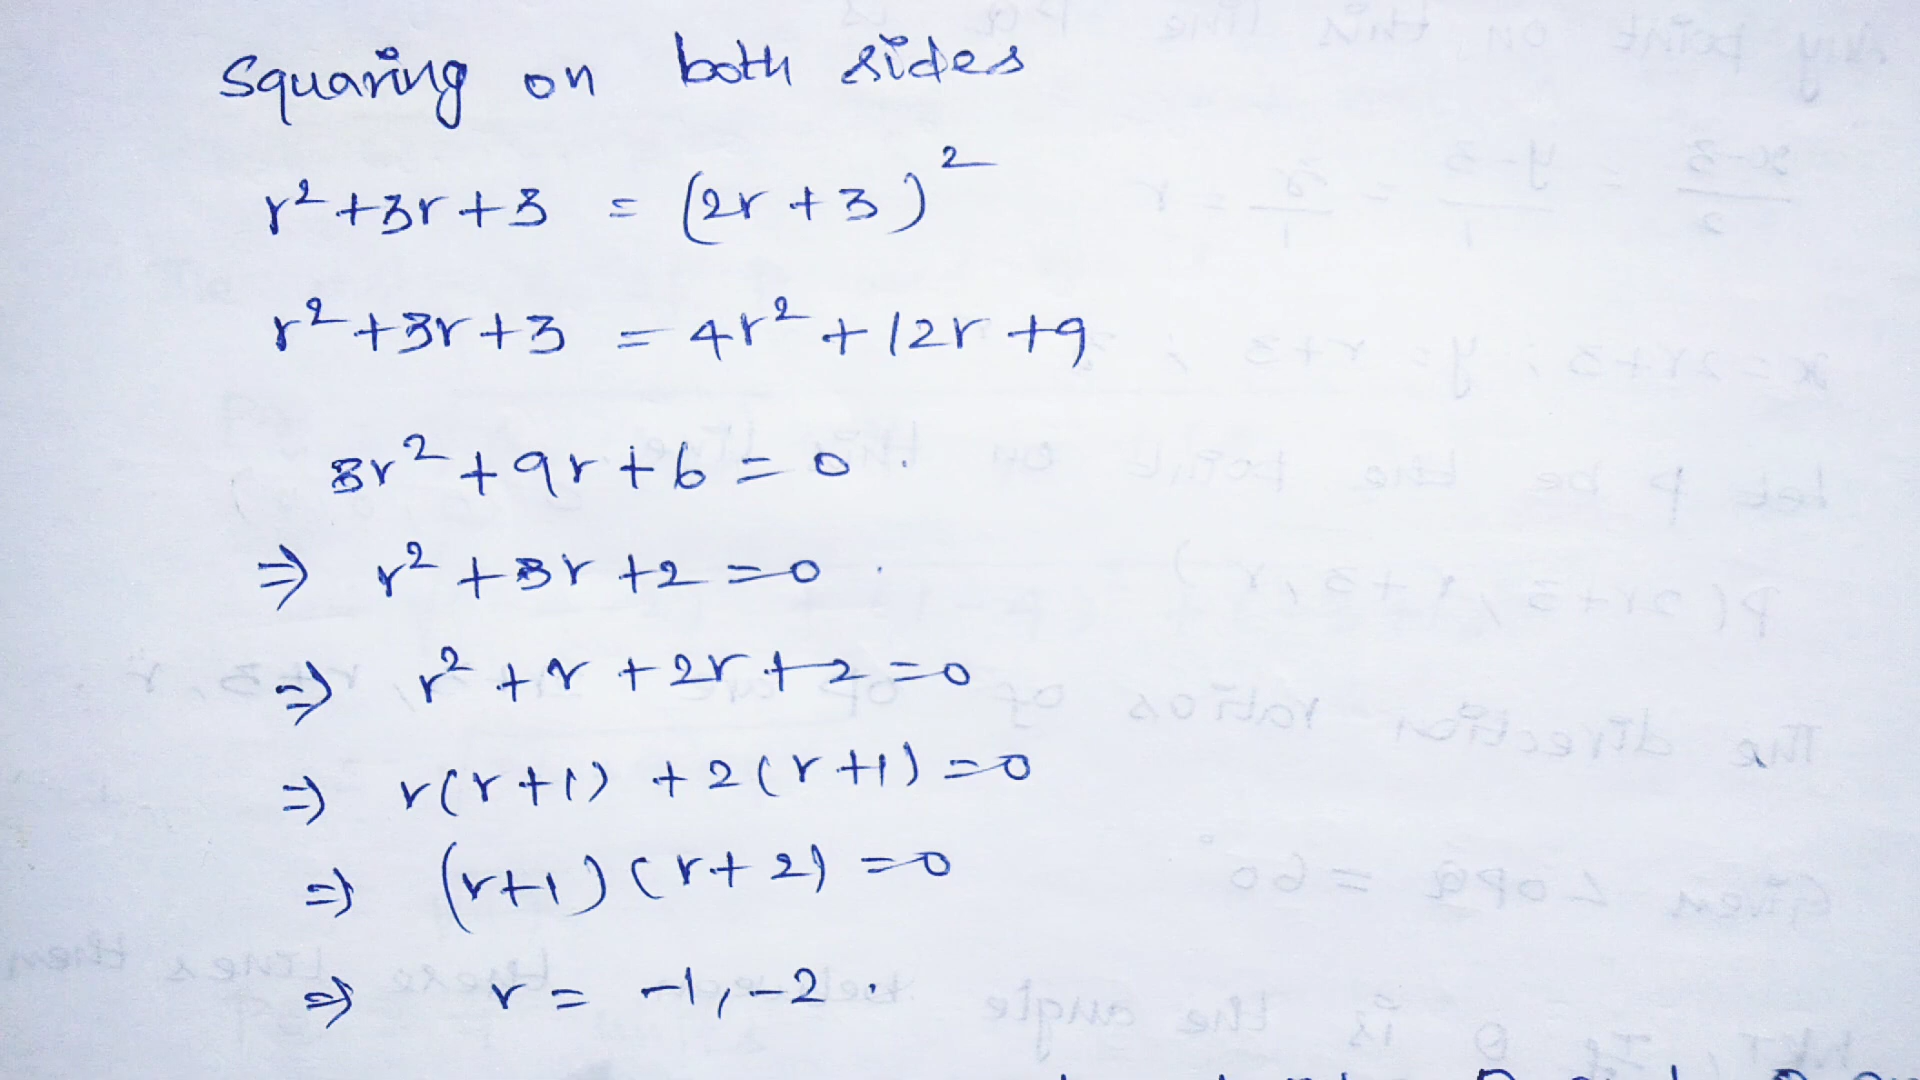 Squaring on both sides
r²+3r+3 = (2r+3)²
r²+3r+3 = 4r²+12r+9
3r²+9r+6=0.
⇒ r²+3r+2=0.
⇒ r²+r+2r+2=0
⇒ r(r+1)+2(r+1)=0
⇒ (r+1)(r+2)=0
⇒ r= -1,-2.